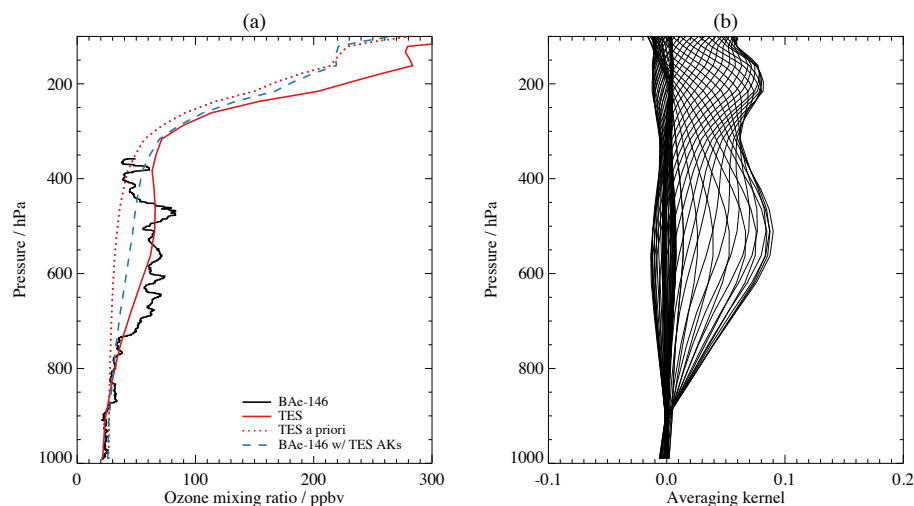 (a)
200
400
600
800
1000
Pressure / hPa
0
100
200
300
Ozone mixing ratio / ppbv
BAe-146
TES
TES a priori
BAe-146 w/ TES AKs
(b)
200
400
600
800
1000
Pressure / hPa
-0.1
0.0
0.1
0.2
Averaging kernel